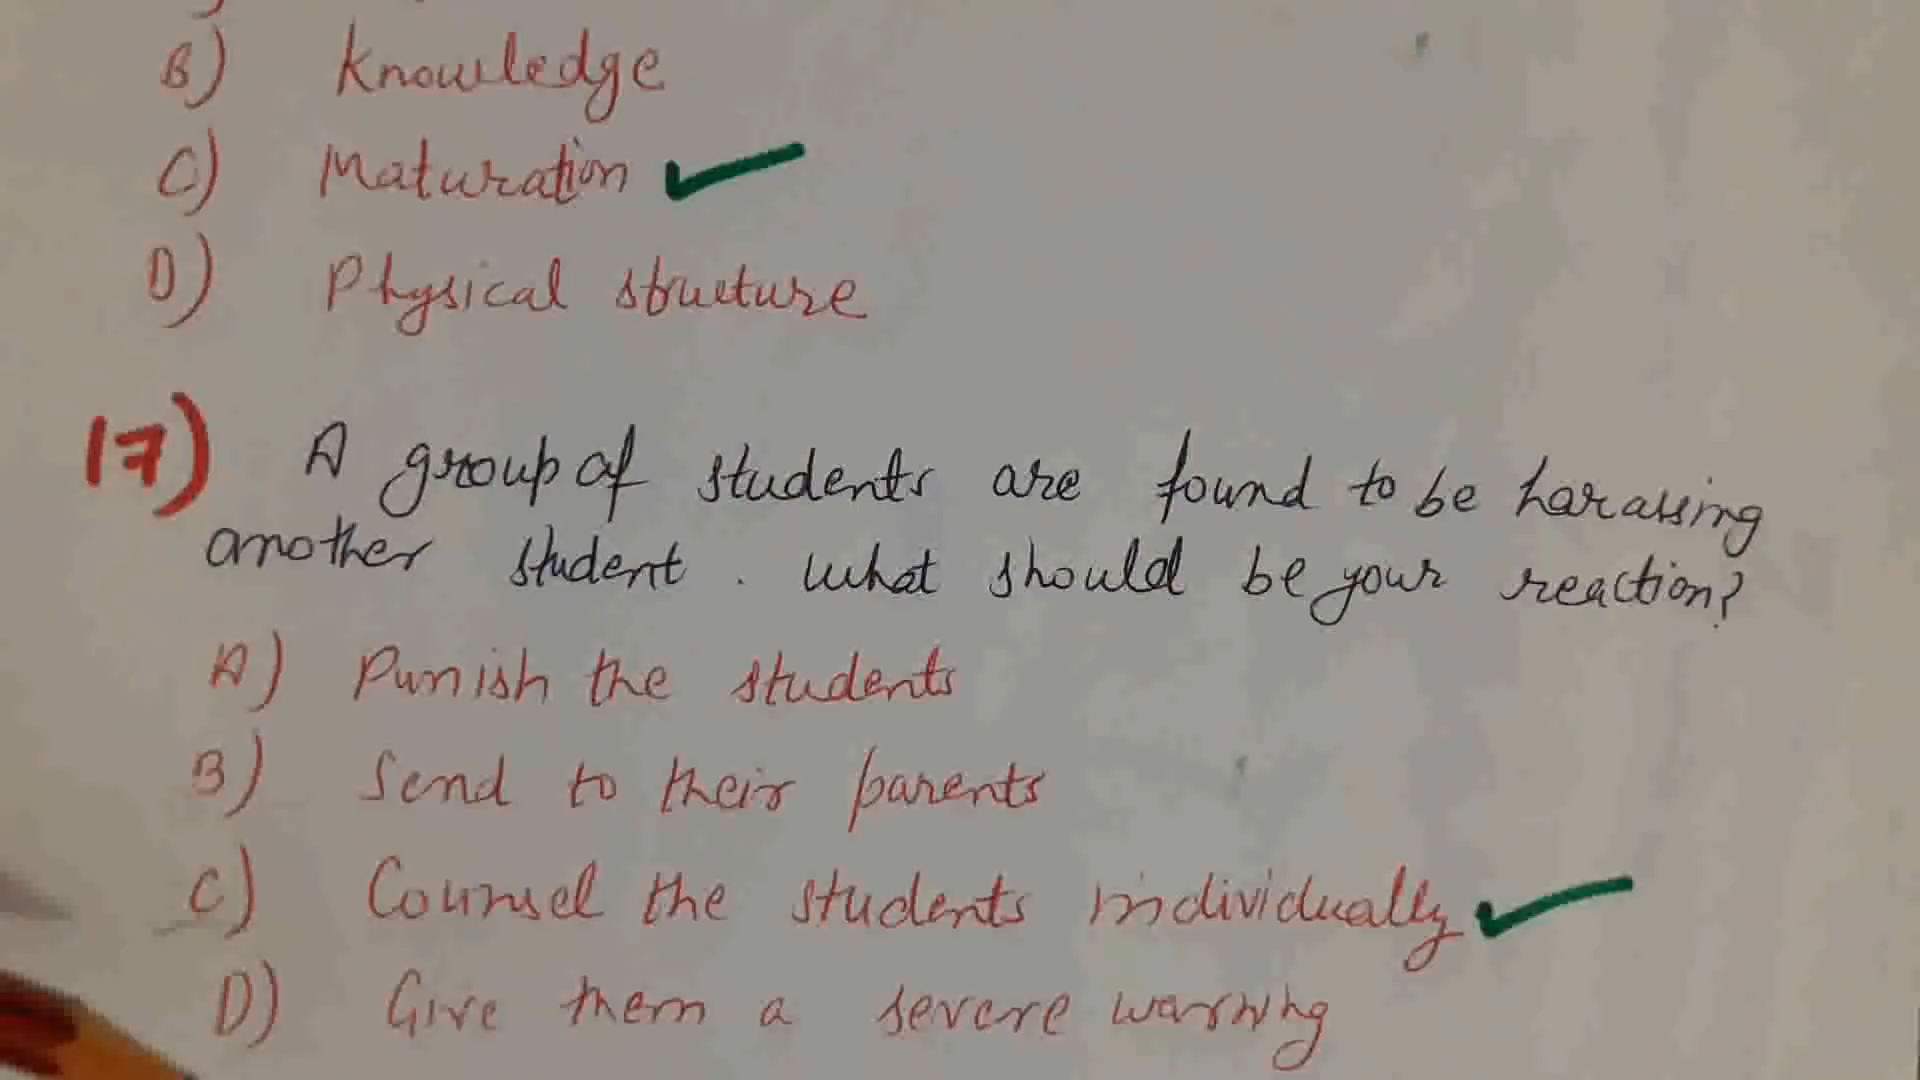 B) Knowledge
C) Maturation
D) Physical structure
17) A group of students are found to be harassing
another student. What should be your reaction?
A) Punish the students
B) Send to their parents
C) Counsel the students individually
D) Give them a severe warning